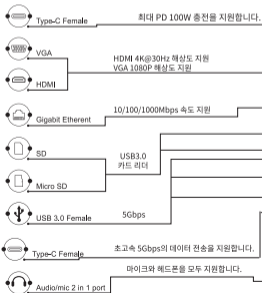 Type-C Female
최대 PD 100W 충전을 지원합니다.
VGA
HDMI 4K@30Hz 해상도 지원
VGA 1080P 해상도 지원
HDMI
10/100/1000Mbps 속도 지원
Gigabit Etherent
SD
USB3.0
카드 리더
Micro SD
USB 3.0 Female
5Gbps
Type-C Female
초고속 5Gbps의 데이터 전송을 지원합니다.
마이크와 헤드폰을 모두 지원합니다.
Audio/mic 2 in 1 port